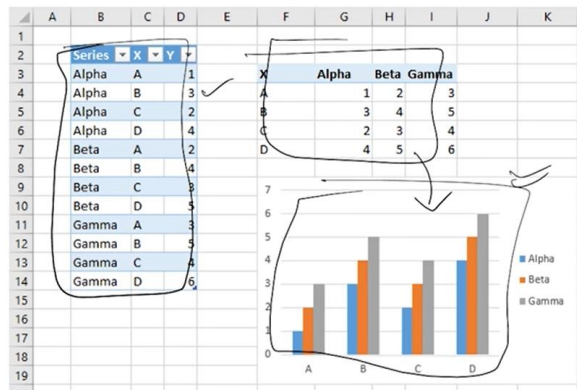 A B C D E F G H I J K
1
2 Series X Y
3 Alpha A 1 X Alpha Beta Gamma
4 Alpha B 3 A 1 2 3
5 Alpha C 2 B 3 4 5
6 Alpha D 4 C 2 3 4
7 Beta A 2 D 4 5 6
8 Beta B 4
9 Beta C 3
10 Beta D 5
11 Gamma A 3
12 Gamma B 5
13 Gamma C 4
14 Gamma D 6
15
16
17
18
19
7
6
5
4
3
2
1
0
A B C D
Alpha
Beta
Gamma